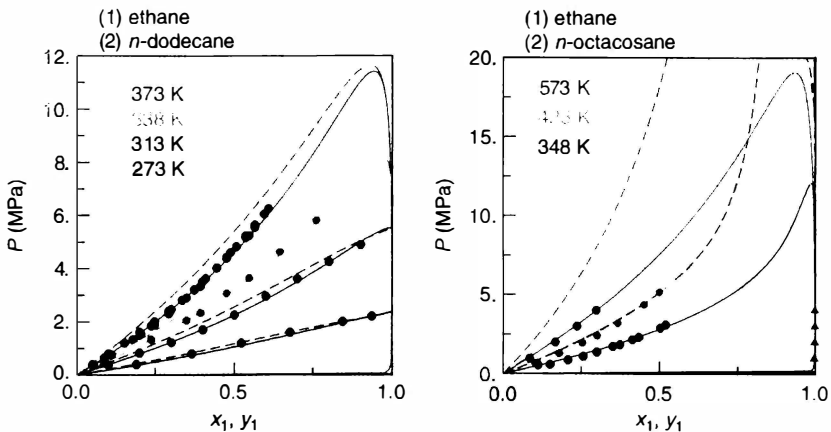 (1) ethane
(2) n-dodecane
12.
10.
8.
6.
4.
2.
0.
P (MPa)
373 K
338 K
313 K
273 K
0.0
0.5
1.0
x1, y1
(1) ethane
(2) n-octacosane
20.
15.
10.
5.
0.
P (MPa)
573 K
423 K
348 K
0.0
0.5
1.0
x1, y1